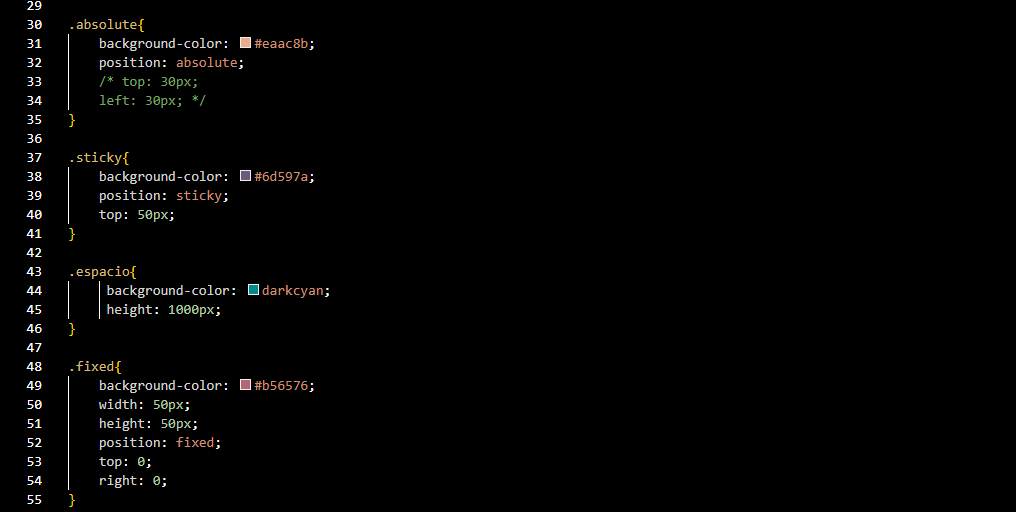 29
30 .absolute{
31 background-color: #eaac8b;
32 position: absolute;
33 /* top: 30px;
34 left: 30px; */
35 }
36
37 .sticky{
38 background-color: #6d597a;
39 position: sticky;
40 top: 50px;
41 }
42
43 .espacio{
44 background-color: darkcyan;
45 height: 1000px;
46 }
47
48 .fixed{
49 background-color: #b56576;
50 width: 50px;
51 height: 50px;
52 position: fixed;
53 top: 0;
54 right: 0;
55 }